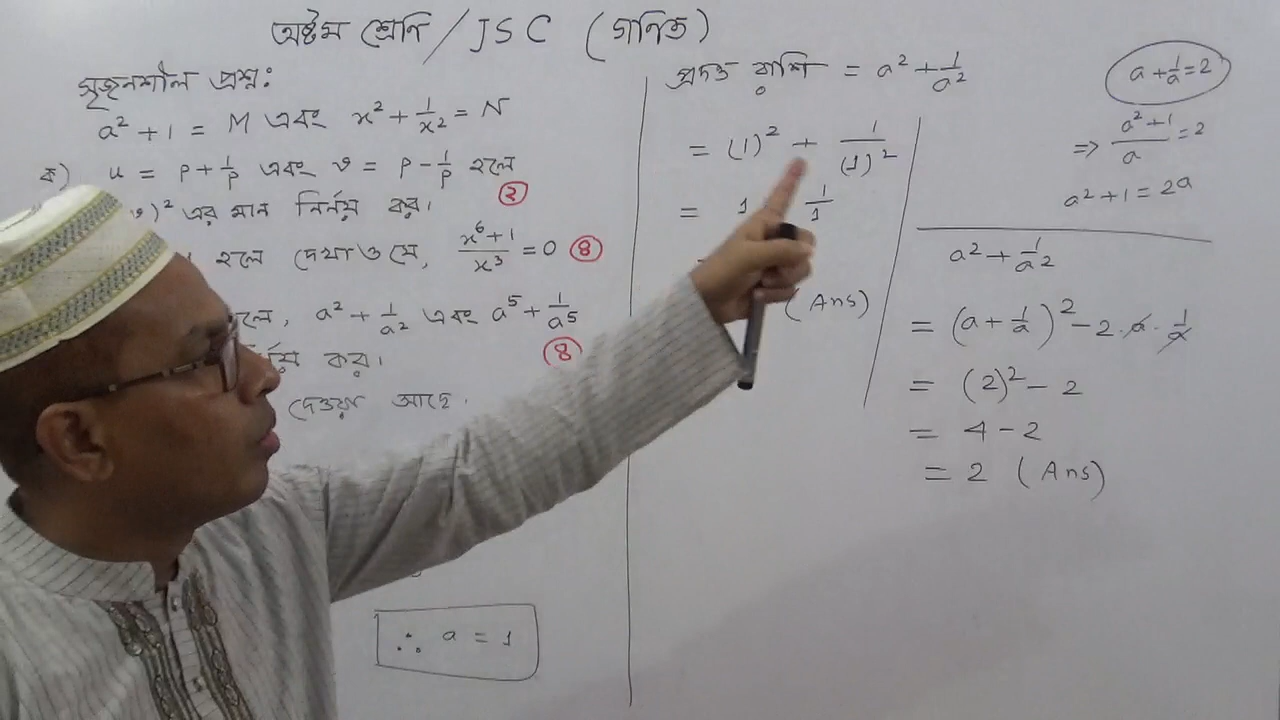 অষ্টম শ্রেনি / JSC (গনিত)
সৃজনশীল প্রশ্ন:
a² + 1 = M এবং x² + 1/x² = N
ক) u = p + 1/p এবং v = p - 1/p হলে
)² এর মান নির্নয় কর। ২
হলে দেখাও যে, (x⁶+1)/x³ = 0 ৪
a² + 1/a² এবং a⁵ + 1/a⁵
কর। ৪
দেওয়া আছে,
∴ a = 1
প্রদত্ত রাশি = a² + 1/a²
= (1)² + 1/(1)²
= 1 1/1
(Ans)
a + 1/a = 2
=> (a²+1)/a = 2
a² + 1 = 2a
a² + 1/a²
= (a + 1/a)² - 2 · a · 1/a
= (2)² - 2
= 4 - 2
= 2 (Ans)